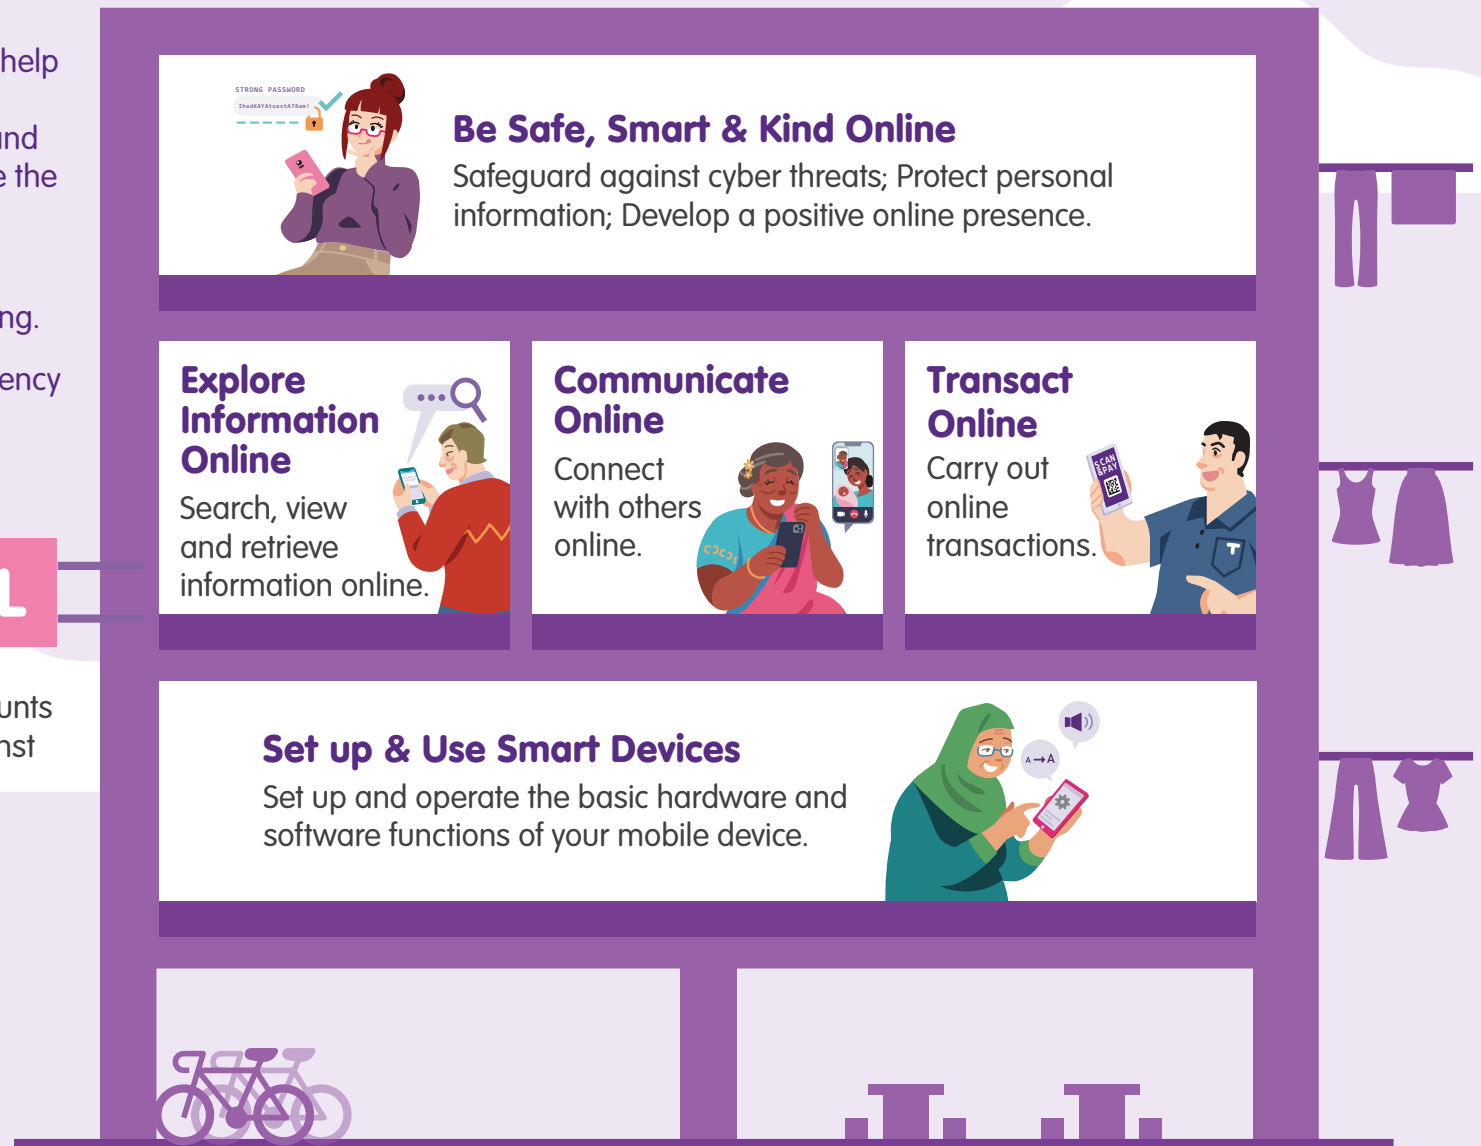 help
und
e the
ng.
ency
L
unts
nst
STRONG PASSWORD
IhadKAYAtoastAT8am!
Be Safe, Smart & Kind Online
Safeguard against cyber threats; Protect personal
information; Develop a positive online presence.
Explore
Information
Online
Search, view
and retrieve
information online.
Communicate
Online
Connect
with others
online.
Transact
Online
Carry out
online
transactions.
SCAN
&PAY
Set up & Use Smart Devices
Set up and operate the basic hardware and
software functions of your mobile device.
A→A